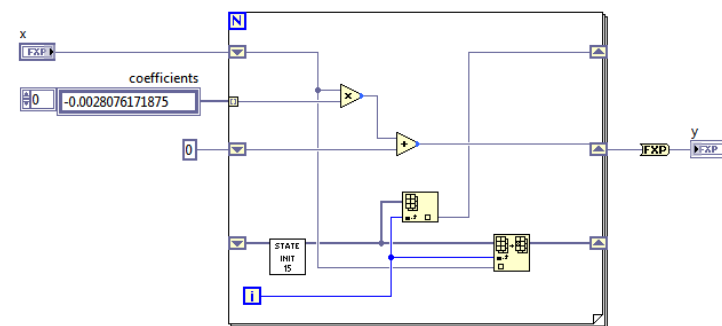 N
x
FXP
coefficients
0
-0.0028076171875
×
0
+
y
FXP
FXP
STATE
INIT
15
i